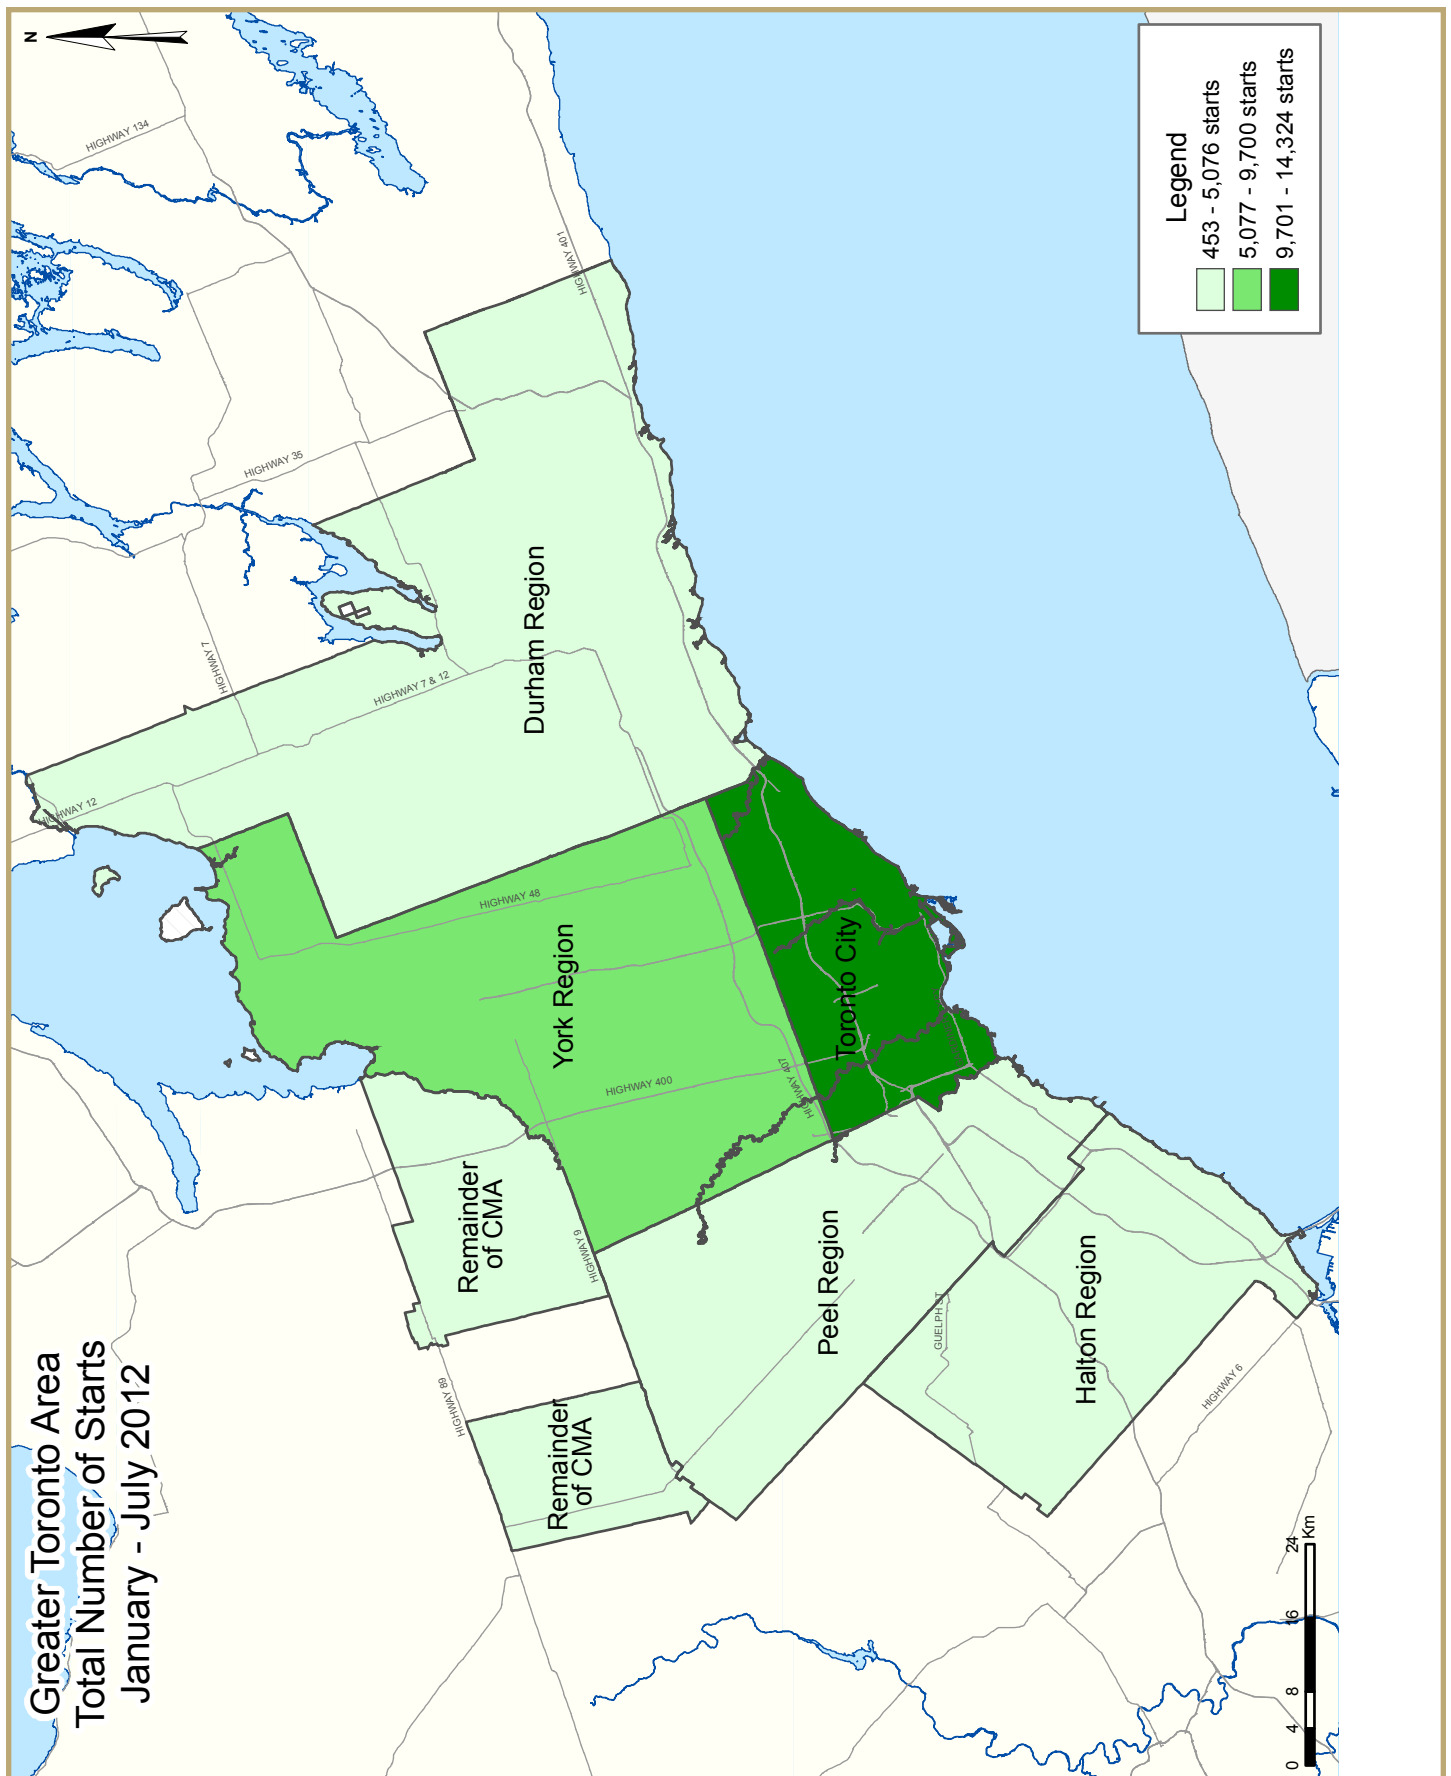 Greater Toronto Area
Total Number of Starts
January - July 2012
N
HIGHWAY 134
HIGHWAY 401
HIGHWAY 35
HIGHWAY 7
HIGHWAY 7 & 12
HIGHWAY 12
Durham Region
HIGHWAY 48
York Region
HIGHWAY 400
HIGHWAY 407
Toronto City
Remainder
of CMA
HIGHWAY 9
HIGHWAY 89
Remainder
of CMA
Peel Region
GUELPH ST
Halton Region
HIGHWAY 6
Legend
453 - 5,076 starts
5,077 - 9,700 starts
9,701 - 14,324 starts
0 4 8 16 24
Km